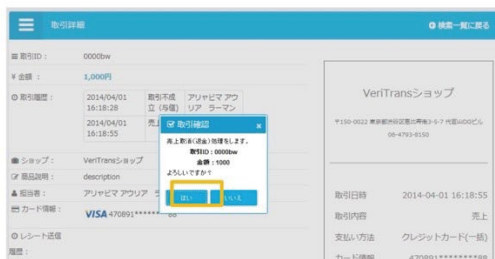 取引詳細
検索一覧に戻る
取引ID：
0000bw
¥ 金額：
1,000円
取引履歴：
2014/04/01
16:18:28
取引不成
立（与信）
アリャビア アウ
リア ラーマン
2014/04/01
16:18:55
売上
取引確認
×
売上取消(返金)処理をします。
取引ID：0000bw
金額：1000
よろしいですか？
はい
いいえ
ショップ：
VeriTransショップ
商品説明：
description
担当者：
アリャビア アウリア
カード情報：
VISA 470891******88
レシート送信
履歴：
VeriTransショップ
〒150-0022 東京都渋谷区恵比寿南3-5-7 代官山DGビル
03-4793-8150
取引日時
2014-04-01 16:18:55
取引内容
売上
支払い方法
クレジットカード(一括)
カード情報
470891********88